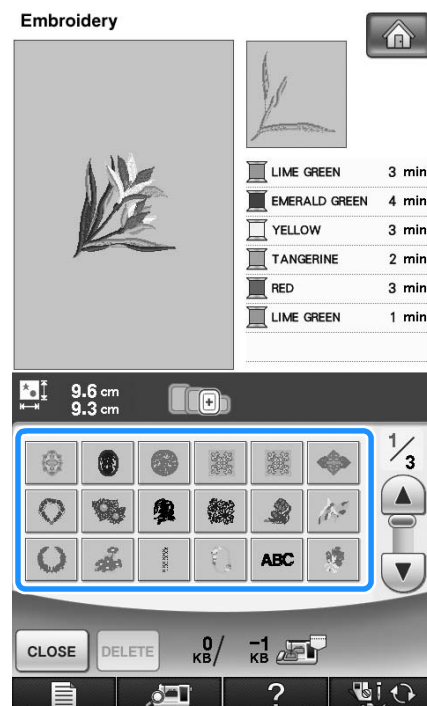 Embroidery
LIME GREEN 3 min
EMERALD GREEN 4 min
YELLOW 3 min
TANGERINE 2 min
RED 3 min
LIME GREEN 1 min
9.6 cm
9.3 cm
1/3
ABC
CLOSE
DELETE
0 KB/
-1 KB
?